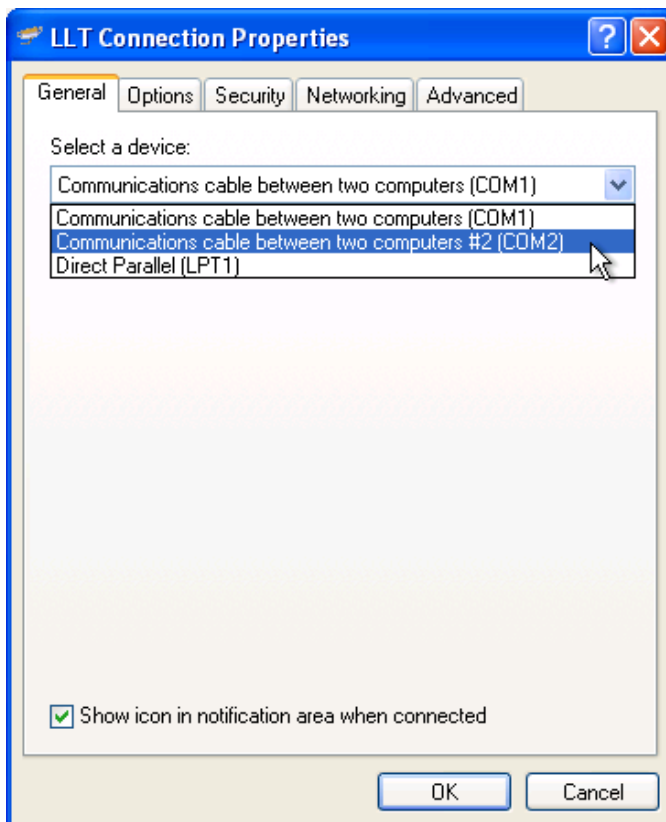 LLT Connection Properties
General Options Security Networking Advanced
Select a device:
Communications cable between two computers (COM1)
Communications cable between two computers (COM1)
Communications cable between two computers #2 (COM2)
Direct Parallel (LPT1)
Show icon in notification area when connected
OK Cancel